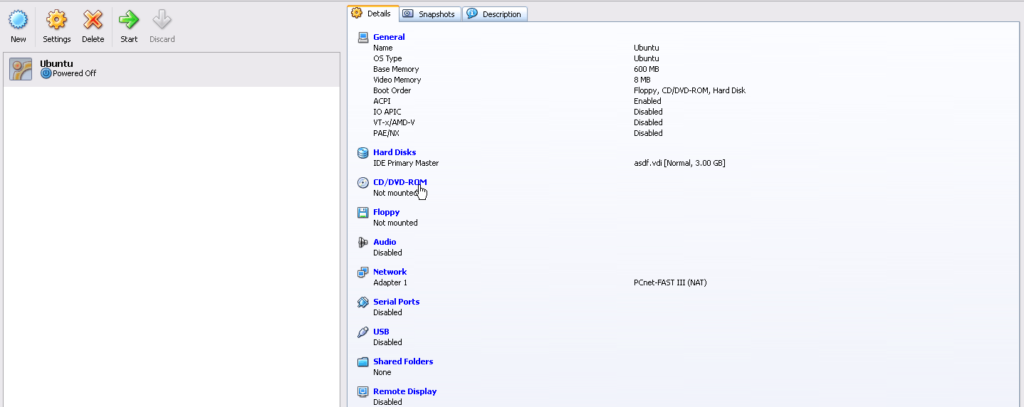 New Settings Delete Start Discard
Ubuntu
Powered Off
Details Snapshots Description
General
Name Ubuntu
OS Type Ubuntu
Base Memory 600 MB
Video Memory 8 MB
Boot Order Floppy, CD/DVD-ROM, Hard Disk
ACPI Enabled
IO APIC Disabled
VT-x/AMD-V Disabled
PAE/NX Disabled
Hard Disks
IDE Primary Master asdf.vdi [Normal, 3.00 GB]
CD/DVD-ROM
Not mounted
Floppy
Not mounted
Audio
Disabled
Network
Adapter 1 PCnet-FAST III (NAT)
Serial Ports
Disabled
USB
Disabled
Shared Folders
None
Remote Display
Disabled